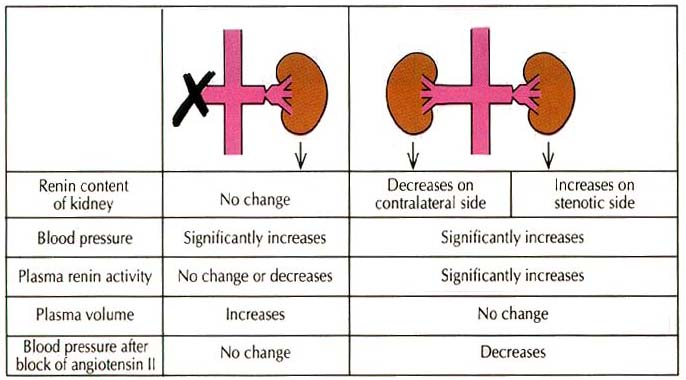 Renin content
of kidney
No change
Decreases on
contralateral side
Increases on
stenotic side
Blood pressure
Significantly increases
Significantly increases
Plasma renin activity
No change or decreases
Significantly increases
Plasma volume
Increases
No change
Blood pressure after
block of angiotensin II
No change
Decreases